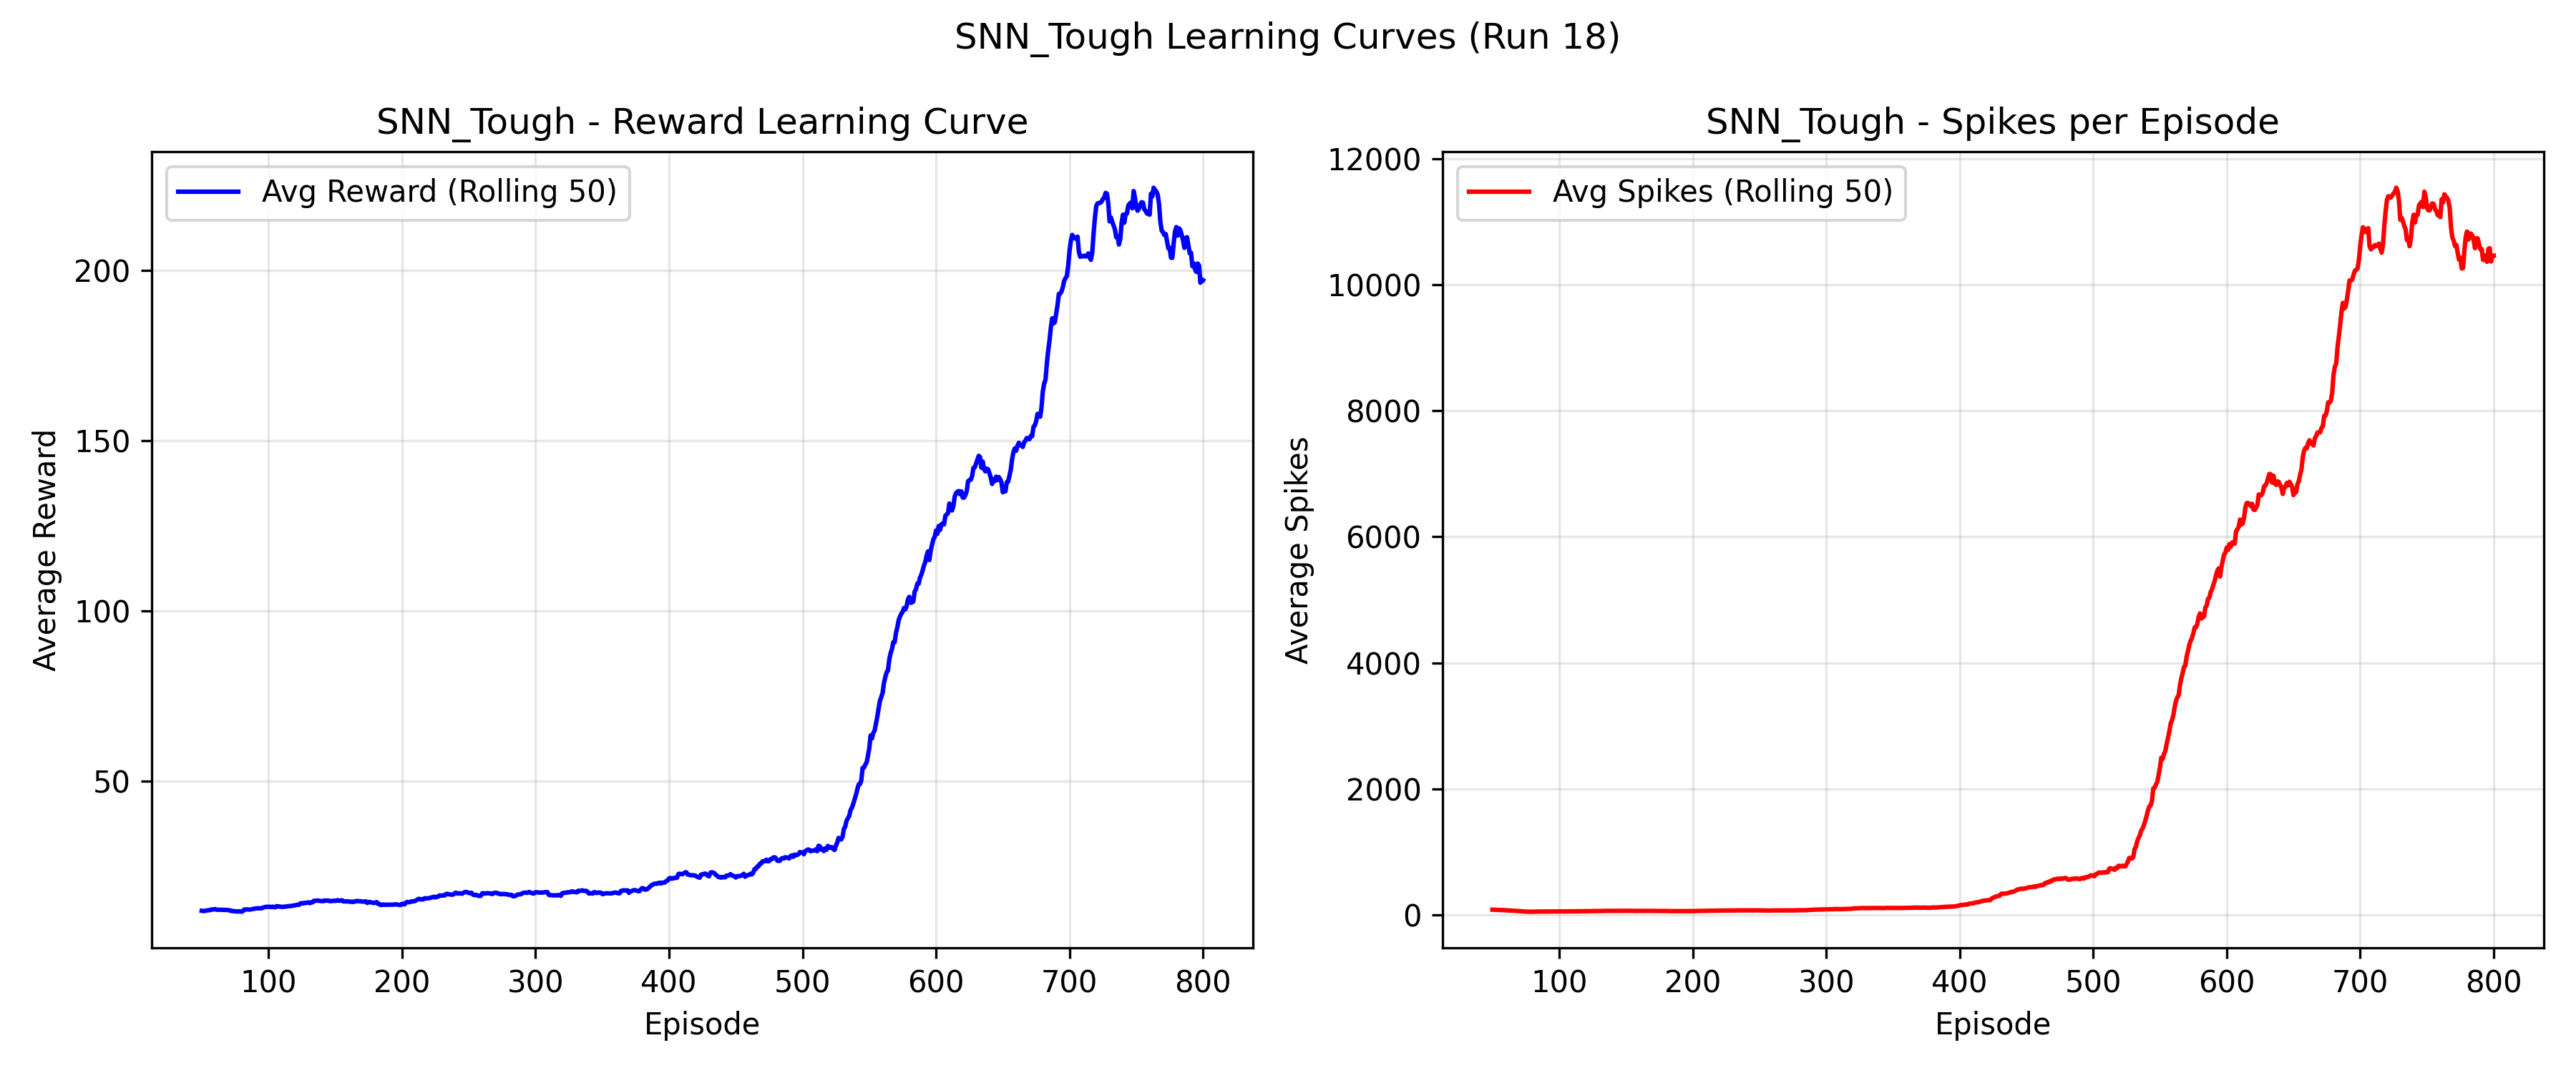 SNN_Tough Learning Curves (Run 18)
SNN_Tough - Reward Learning Curve
Avg Reward (Rolling 50)
Average Reward
200
150
100
50
100 200 300 400 500 600 700 800
Episode
SNN_Tough - Spikes per Episode
Avg Spikes (Rolling 50)
Average Spikes
12000
10000
8000
6000
4000
2000
0
100 200 300 400 500 600 700 800
Episode